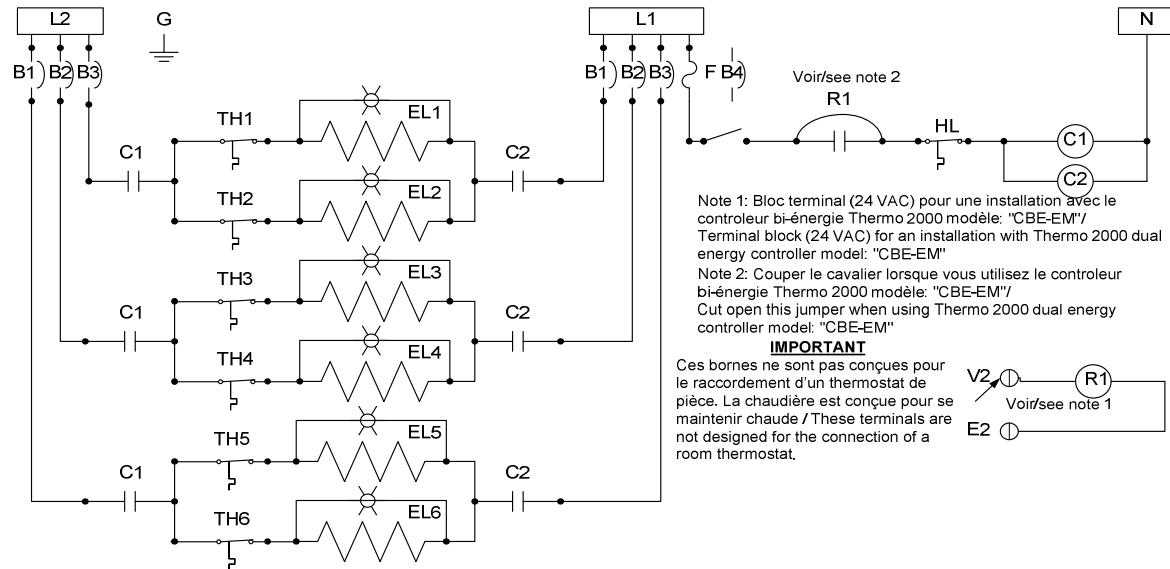 L2 G L1 N
B1 B2 B3 B1 B2 B3 F B4
Voir/see note 2
R1
TH1 EL1
HL
C1
C1 C2
EL2
C2
TH2
Note 1: Bloc terminal (24 VAC) pour une installation avec le
controleur bi-énergie Thermo 2000 modèle: "CBE-EM"/
Terminal block (24 VAC) for an installation with Thermo 2000 dual
energy controller model: "CBE-EM"
Note 2: Couper le cavalier lorsque vous utilisez le controleur
bi-énergie Thermo 2000 modèle: "CBE-EM"/
Cut open this jumper when using Thermo 2000 dual energy
controller model: "CBE-EM"
TH3 EL3
C1 C2
TH4 EL4
IMPORTANT
Ces bornes ne sont pas conçues pour
le raccordement d'un thermostat de
pièce. La chaudière est conçue pour se
maintenir chaude / These terminals are
not designed for the connection of a
room thermostat.
V2 R1
Voir/see note 1
E2
TH5 EL5
C1 C2
TH6 EL6